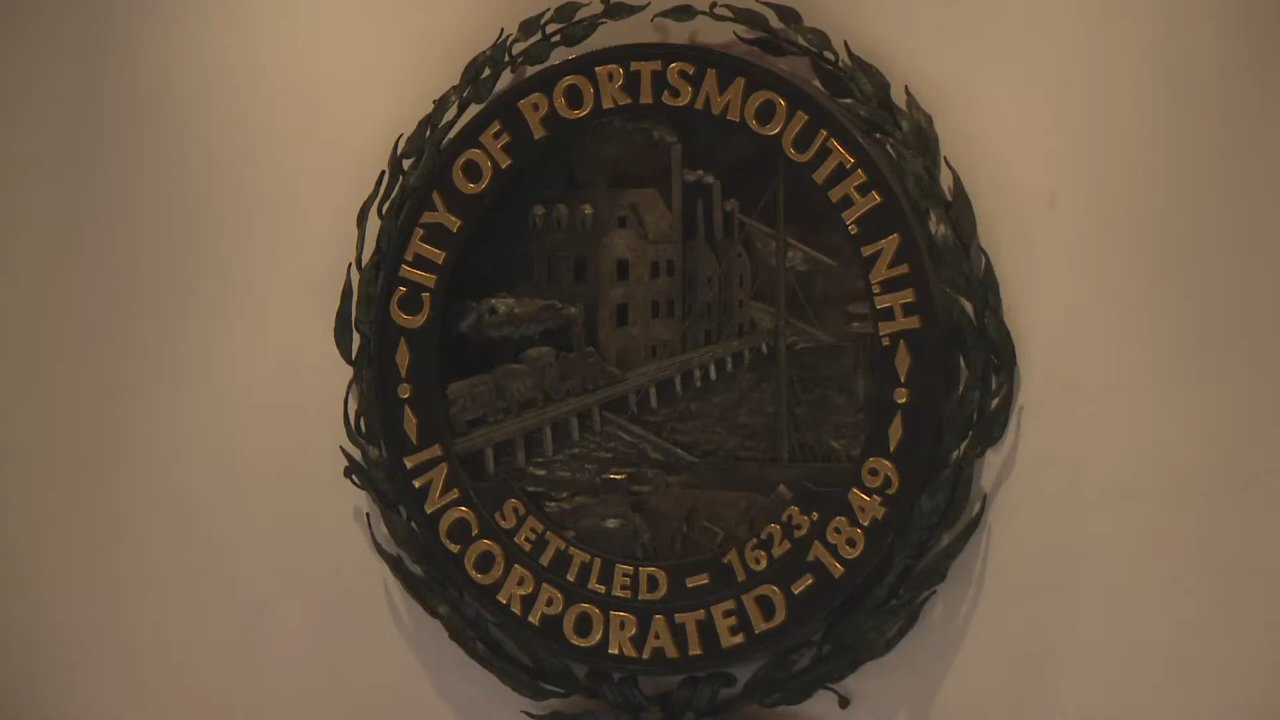 CITY OF PORTSMOUTH, N.H.
SETTLED – 1623.
INCORPORATED – 1849